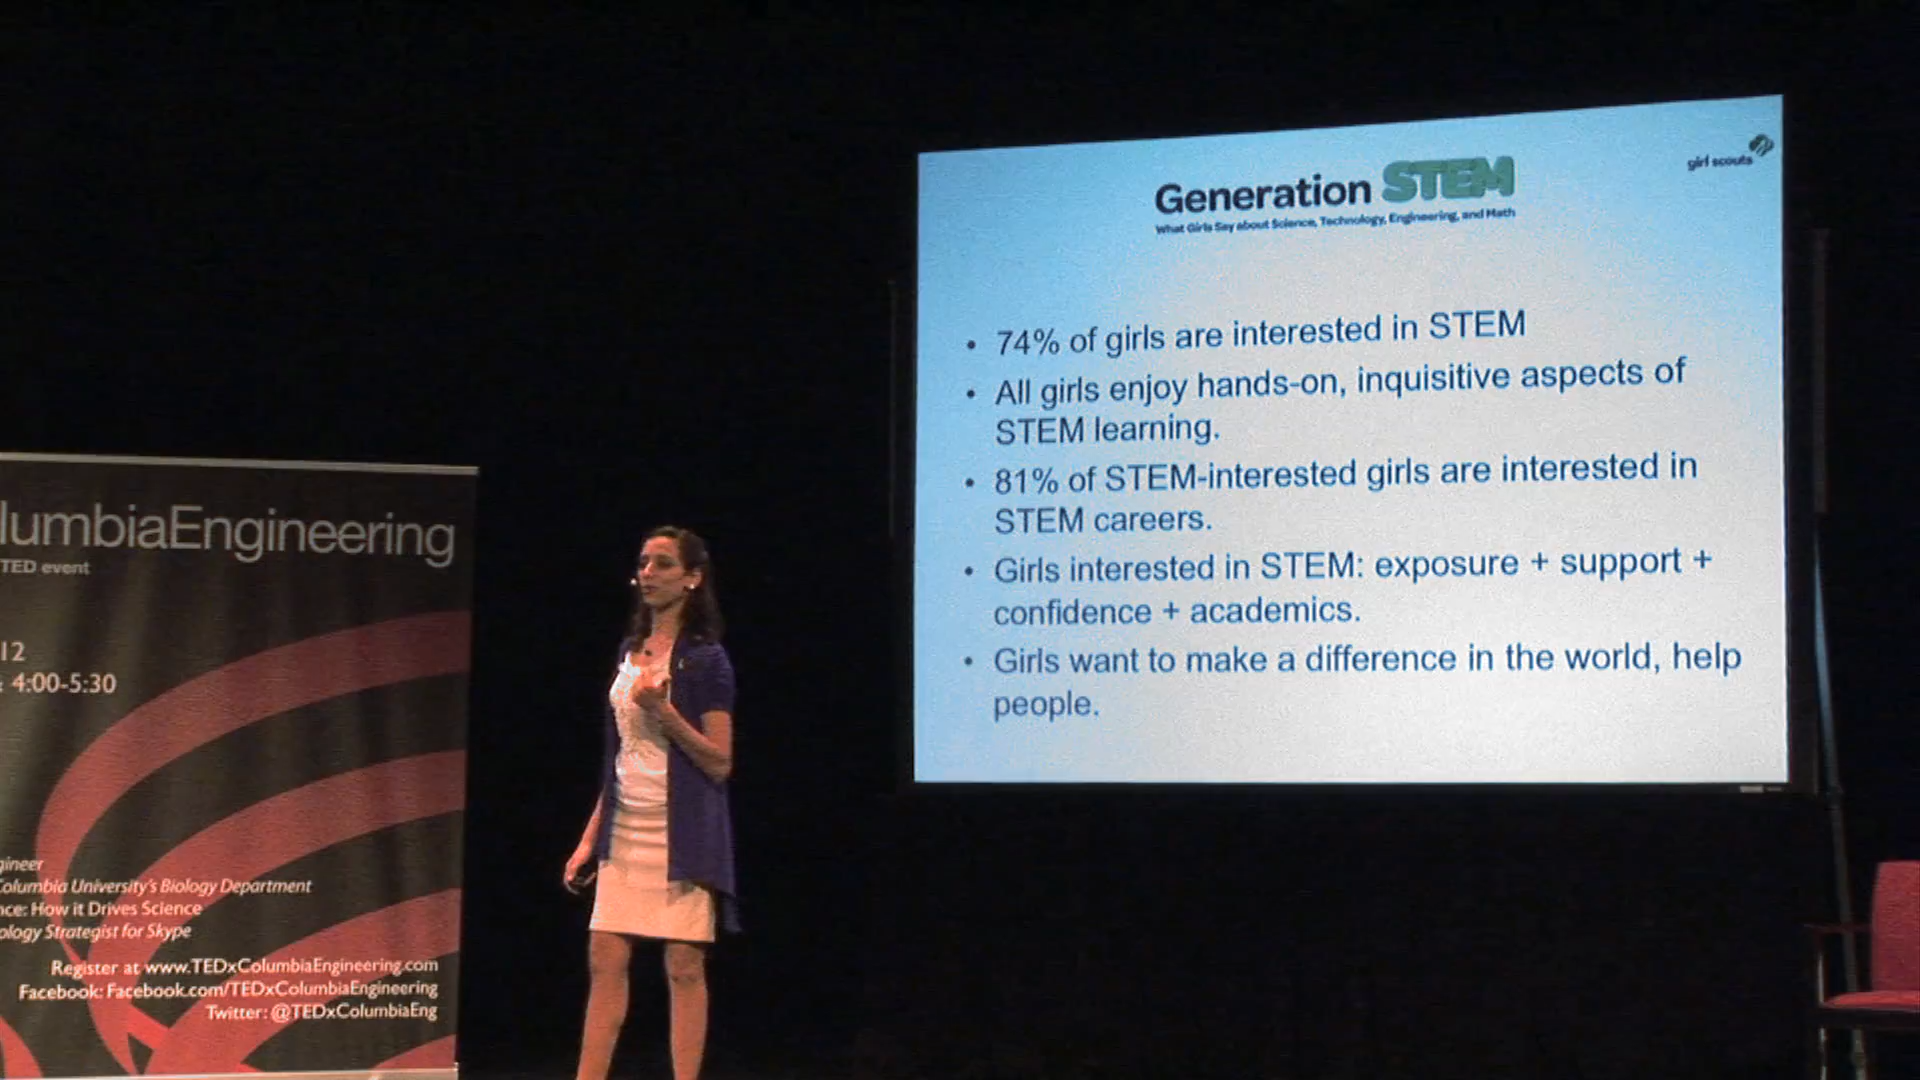 lumbiaEngineering
TED event
12
4:00-5:30
gineer
Columbia University's Biology Department
nce: How it Drives Science
ology Strategist for Skype
Register at www.TEDxColumbiaEngineering.com
Facebook: Facebook.com/TEDxColumbiaEngineering
Twitter: @TEDxColumbiaEng
girl scouts
Generation STEM
What Girls Say about Science, Technology, Engineering, and Math
• 74% of girls are interested in STEM
• All girls enjoy hands-on, inquisitive aspects of
STEM learning.
• 81% of STEM-interested girls are interested in
STEM careers.
• Girls interested in STEM: exposure + support +
confidence + academics.
• Girls want to make a difference in the world, help
people.